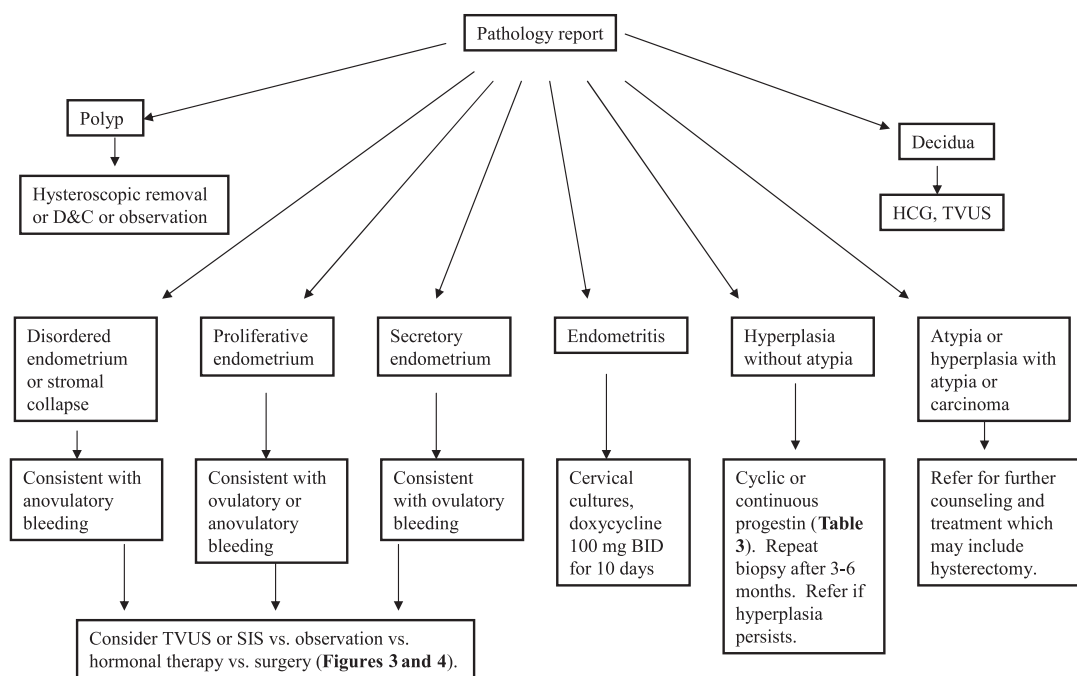 Pathology report
Polyp
Hysteroscopic removal
or D&C or observation
Decidua
HCG, TVUS
Disordered
endometrium
or stromal
collapse
Proliferative
endometrium
Secretory
endometrium
Endometritis
Hyperplasia
without atypia
Atypia or
hyperplasia with
atypia or
carcinoma
Consistent with
anovulatory
bleeding
Consistent with
ovulatory or
anovulatory
bleeding
Consistent
with ovulatory
bleeding
Cervical
cultures,
doxycycline
100 mg BID
for 10 days
Cyclic or
continuous
progestin (Table
3). Repeat
biopsy after 3-6
months. Refer if
hyperplasia
persists.
Refer for further
counseling and
treatment which
may include
hysterectomy.
Consider TVUS or SIS vs. observation vs.
hormonal therapy vs. surgery (Figures 3 and 4).